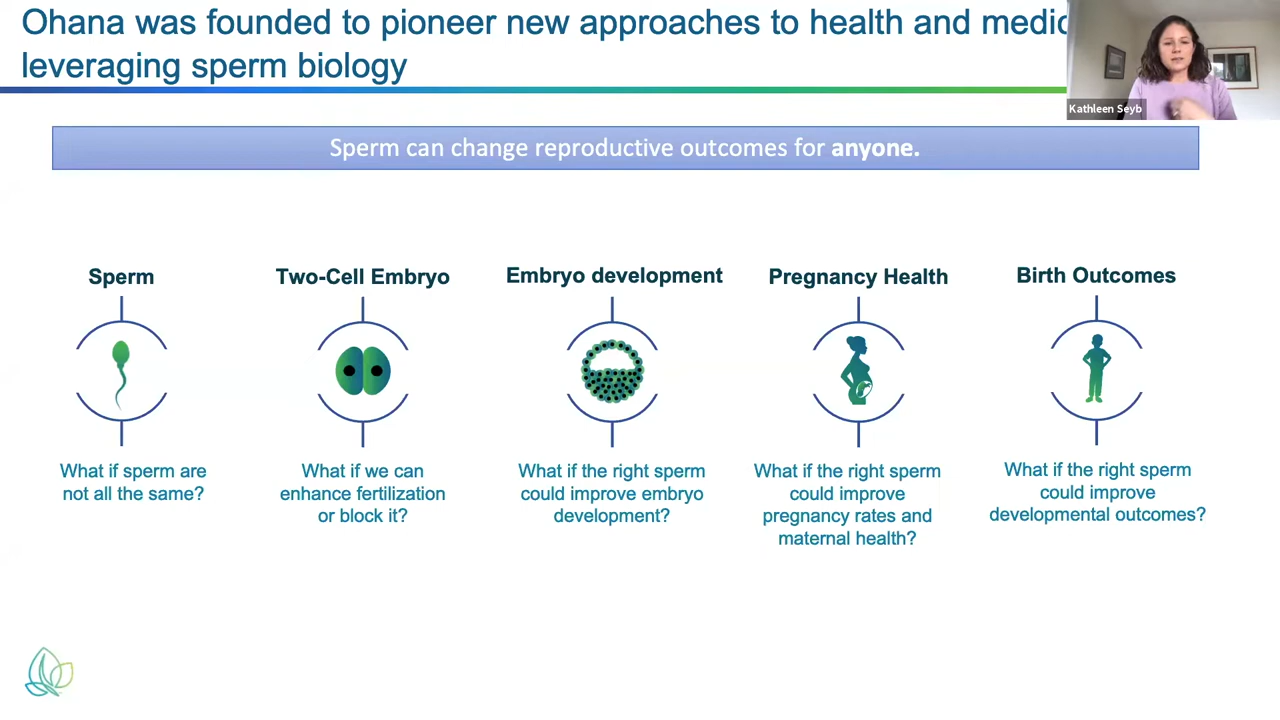 Ohana was founded to pioneer new approaches to health and
leveraging sperm biology
Kathleen Seyb
Sperm can change reproductive outcomes for anyone.
Sperm
Two-Cell Embryo
Embryo development
Pregnancy Health
Birth Outcomes
What if sperm are
not all the same?
What if we can
enhance fertilization
or block it?
What if the right sperm
could improve embryo
development?
What if the right sperm
could improve
pregnancy rates and
maternal health?
What if the right sperm
could improve
developmental outcomes?